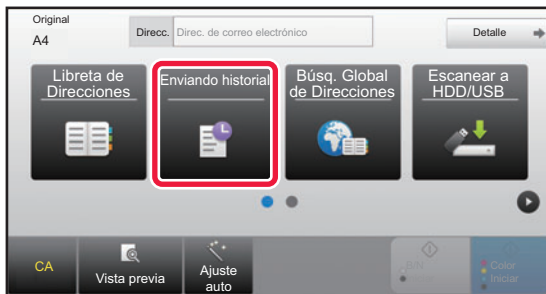 Original
A4
Direcc.
Direc. de correo electrónico
Detalle
Libreta de
Direcciones
Enviando historial
Búsq. Global
de Direcciones
Escanear a
HDD/USB
CA
Vista previa
Ajuste
auto
B/N
Color
Iniciar